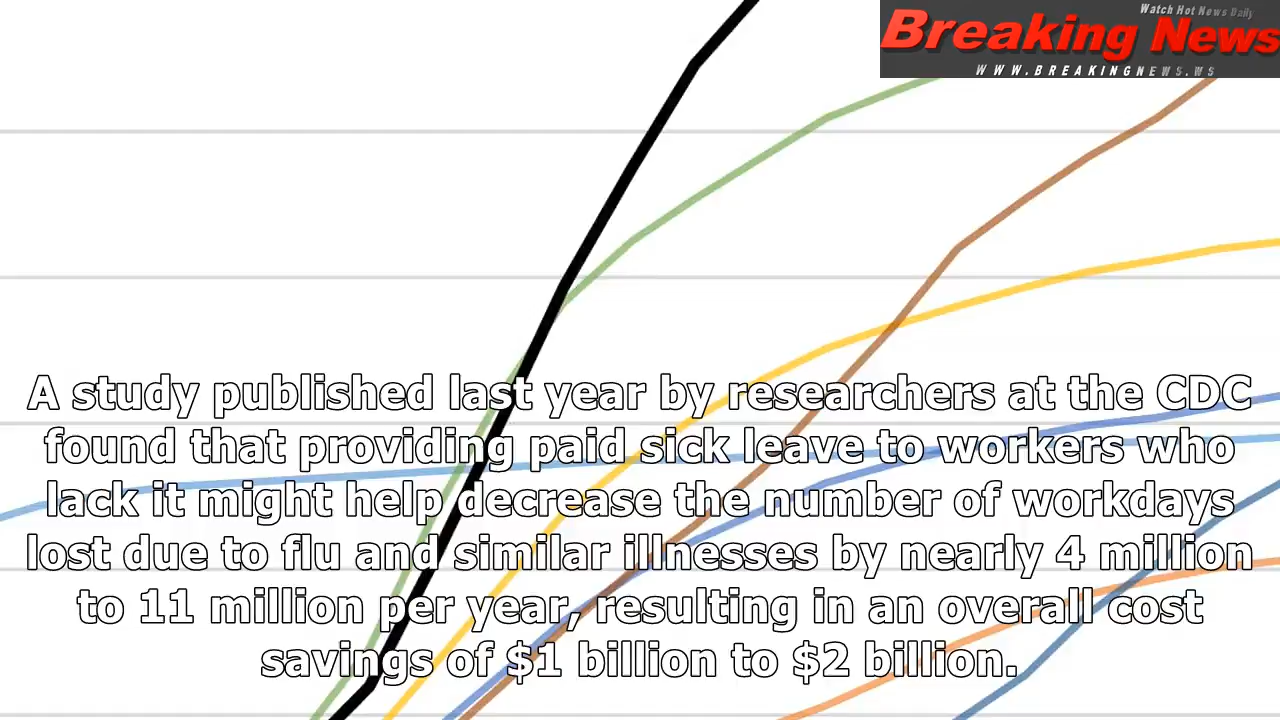 Watch Hot News Daily
Breaking News
WWW.BREAKINGNEWS.WS
A study published last year by researchers at the CDC
found that providing paid sick leave to workers who
lack it might help decrease the number of workdays
lost due to flu and similar illnesses by nearly 4 million
to 11 million per year, resulting in an overall cost
savings of $1 billion to $2 billion.